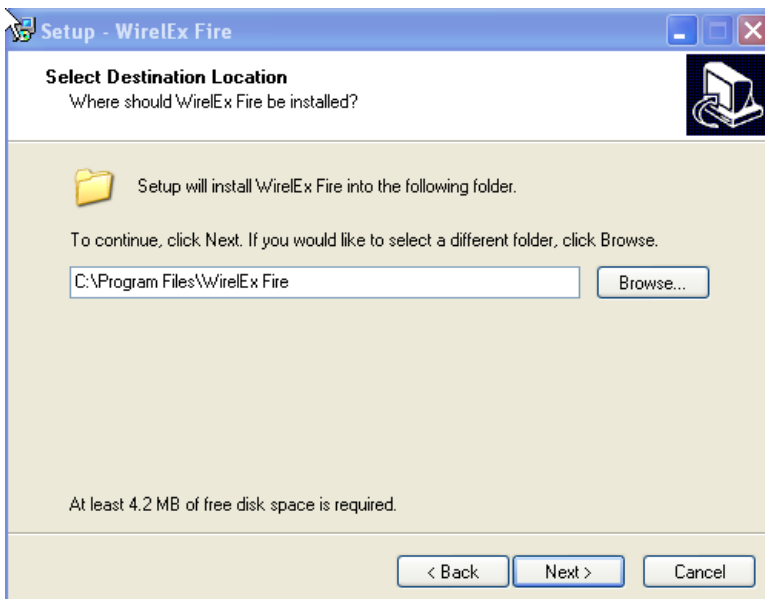 Setup - WirelEx Fire
Select Destination Location
Where should WirelEx Fire be installed?
Setup will install WirelEx Fire into the following folder.
To continue, click Next. If you would like to select a different folder, click Browse.
C:\Program Files\WirelEx Fire
Browse...
At least 4.2 MB of free disk space is required.
< Back
Next >
Cancel